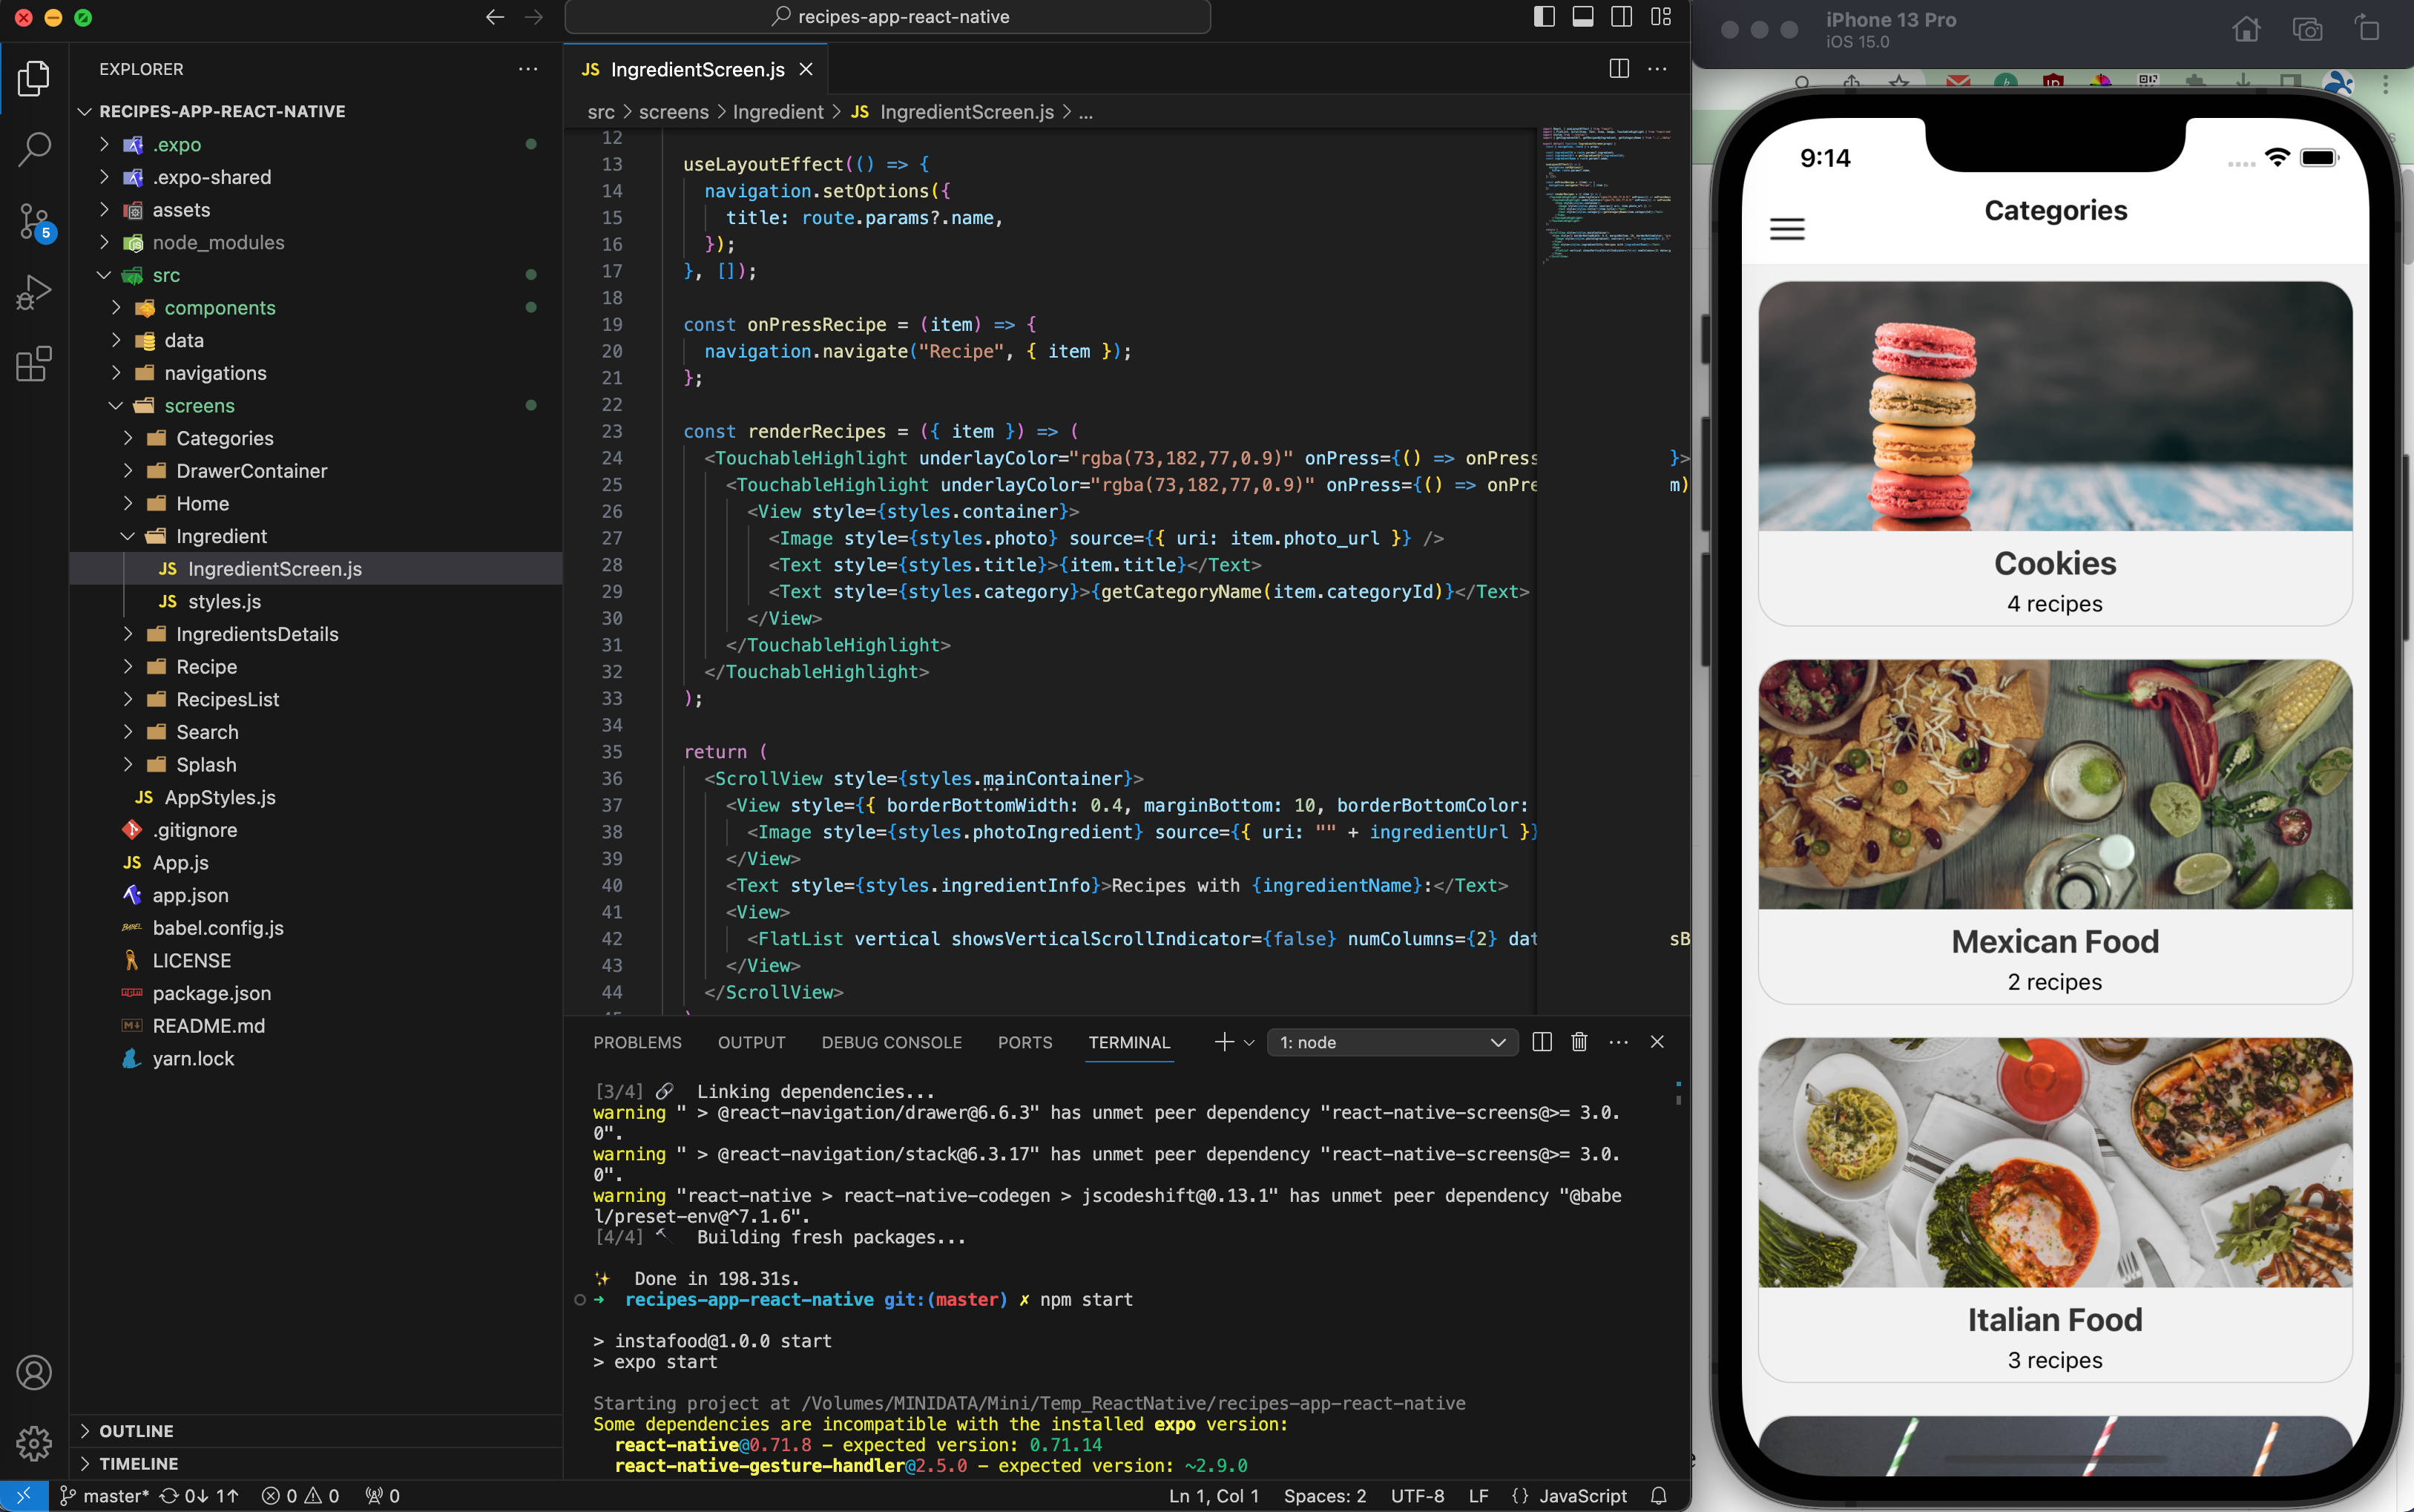 recipes-app-react-native
EXPLORER
RECIPES-APP-REACT-NATIVE
.expo
.expo-shared
assets
node_modules
src
components
data
navigations
screens
Categories
DrawerContainer
Home
Ingredient
JS IngredientScreen.js
JS styles.js
IngredientsDetails
Recipe
RecipesList
Search
Splash
JS AppStyles.js
.gitignore
JS App.js
app.json
babel.config.js
LICENSE
package.json
README.md
yarn.lock
OUTLINE
TIMELINE
5
JS IngredientScreen.js
src > screens > Ingredient > JS IngredientScreen.js > ...
12
13 useLayoutEffect(() => {
14 navigation.setOptions({
15 title: route.params?.name,
16 });
17 }, []);
18
19 const onPressRecipe = (item) => {
20 navigation.navigate("Recipe", { item });
21 };
22
23 const renderRecipes = ({ item }) => (
24 <TouchableHighlight underlayColor="rgba(73,182,77,0.9)" onPress={() => onPress }>
25 <TouchableHighlight underlayColor="rgba(73,182,77,0.9)" onPress={() => onPre m)
26 <View style={styles.container}>
27 <Image style={styles.photo} source={{ uri: item.photo_url }} />
28 <Text style={styles.title}>{item.title}</Text>
29 <Text style={styles.category}>{getCategoryName(item.categoryId)}</Text>
30 </View>
31 </TouchableHighlight>
32 </TouchableHighlight>
33 );
34
35 return (
36 <ScrollView style={styles.mainContainer}>
37 <View style={{ borderBottomWidth: 0.4, marginBottom: 10, borderBottomColor:
38 <Image style={styles.photoIngredient} source={{ uri: "" + ingredientUrl }}
39 </View>
40 <Text style={styles.ingredientInfo}>Recipes with {ingredientName}:</Text>
41 <View>
42 <FlatList vertical showsVerticalScrollIndicator={false} numColumns={2} dat sB
43 </View>
44 </ScrollView>
PROBLEMS OUTPUT DEBUG CONSOLE PORTS TERMINAL 1: node
[3/4] Linking dependencies...
warning " > @react-navigation/drawer@6.6.3" has unmet peer dependency "react-native-screens@>= 3.0.
0".
warning " > @react-navigation/stack@6.3.17" has unmet peer dependency "react-native-screens@>= 3.0.
0".
warning "react-native > react-native-codegen > jscodeshift@0.13.1" has unmet peer dependency "@babe
l/preset-env@^7.1.6".
[4/4] Building fresh packages...
✨ Done in 198.31s.
➜ recipes-app-react-native git:(master) ✗ npm start
> instafood@1.0.0 start
> expo start
Starting project at /Volumes/MINIDATA/Mini/Temp_ReactNative/recipes-app-react-native
Some dependencies are incompatible with the installed expo version:
react-native@0.71.8 – expected version: 0.71.14
react-native-gesture-handler@2.5.0 – expected version: ~2.9.0
master* 0↓ 1↑ 0 0 0
Ln 1, Col 1 Spaces: 2 UTF-8 LF {} JavaScript
iPhone 13 Pro
iOS 15.0
9:14
Categories
Cookies
4 recipes
Mexican Food
2 recipes
Italian Food
3 recipes